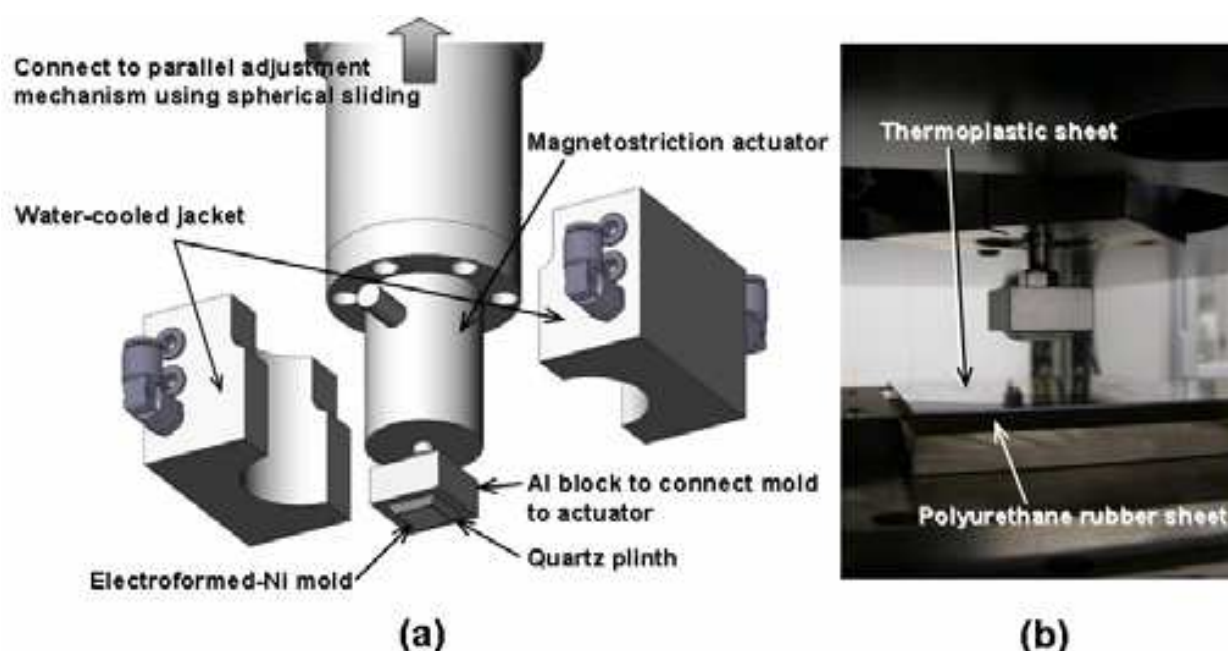 Connect to parallel adjustment
mechanism using spherical sliding
Magnetostriction actuator
Water-cooled jacket
Al block to connect mold
to actuator
Quartz plinth
Electroformed-Ni mold
(a)
Thermoplastic sheet
Polyurethane rubber sheet
(b)